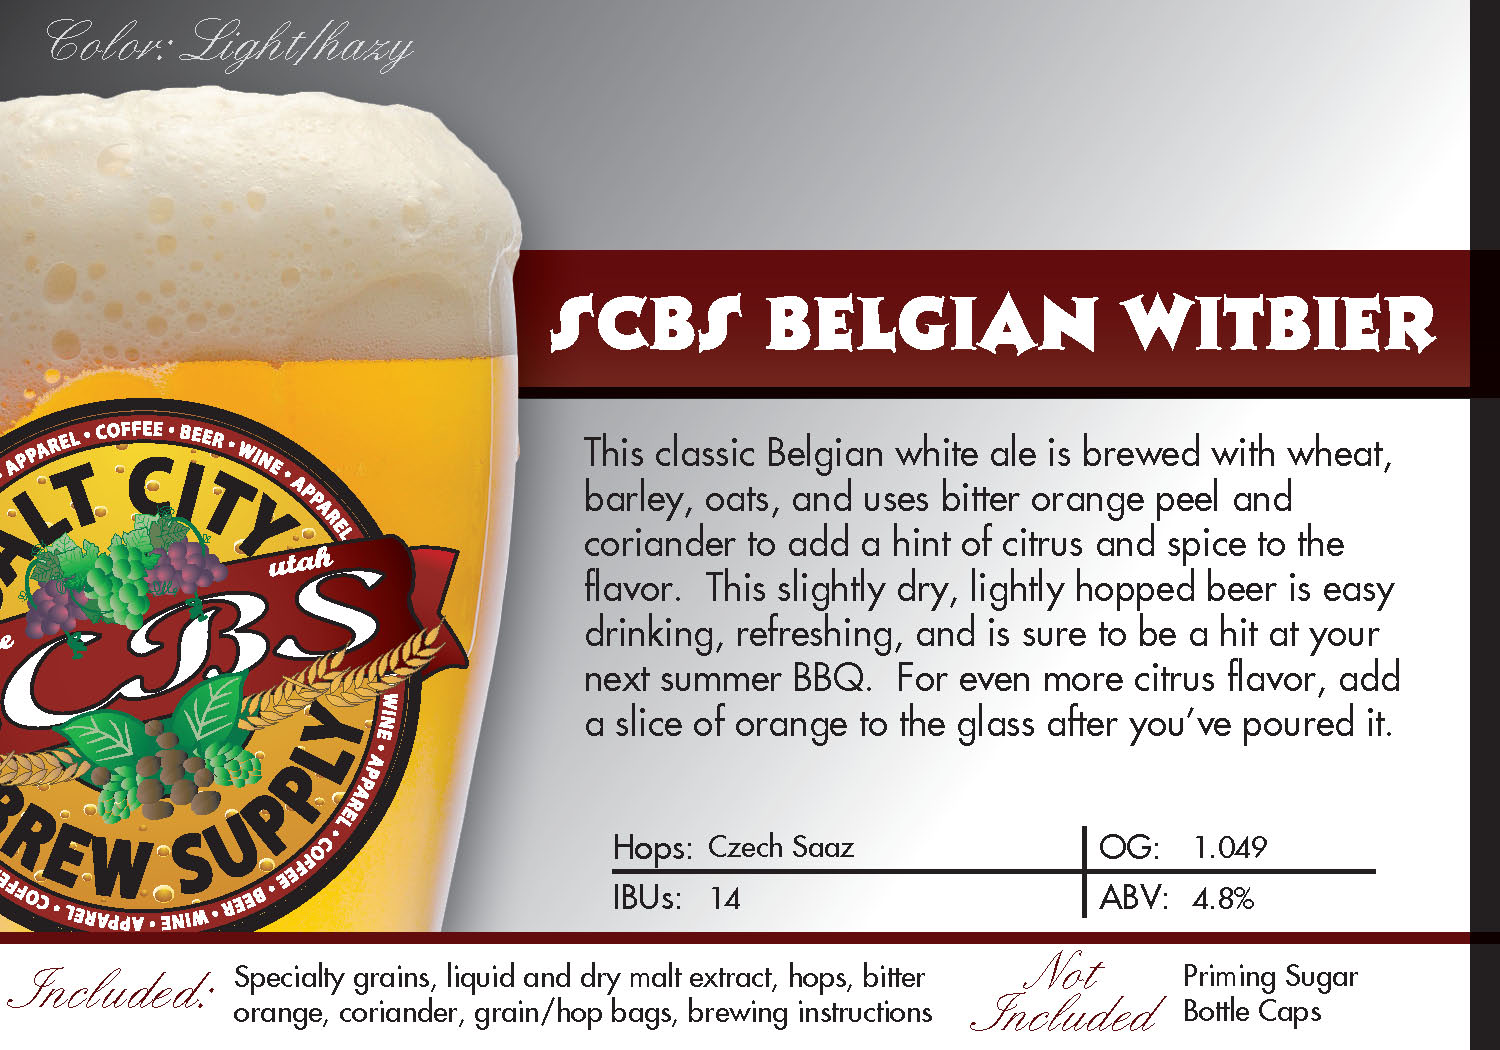 Color: Light/hazy
SCBS BELGIAN WITBIER
This classic Belgian white ale is brewed with wheat,
barley, oats, and uses bitter orange peel and
coriander to add a hint of citrus and spice to the
flavor.  This slightly dry, lightly hopped beer is easy
drinking, refreshing, and is sure to be a hit at your
next summer BBQ.  For even more citrus flavor, add
a slice of orange to the glass after you've poured it.
APPAREL • COFFEE • BEER • WINE • APPAREL
ALT CITY
utah
CBS
BREW SUPPLY
WINE • APPAREL • COFFEE • BEER • WINE • APPAREL • COFFE
Hops: Czech Saaz
OG: 1.049
IBUs: 14
ABV: 4.8%
Included:
Specialty grains, liquid and dry malt extract, hops, bitter
orange, coriander, grain/hop bags, brewing instructions
Not
Included
Priming Sugar
Bottle Caps